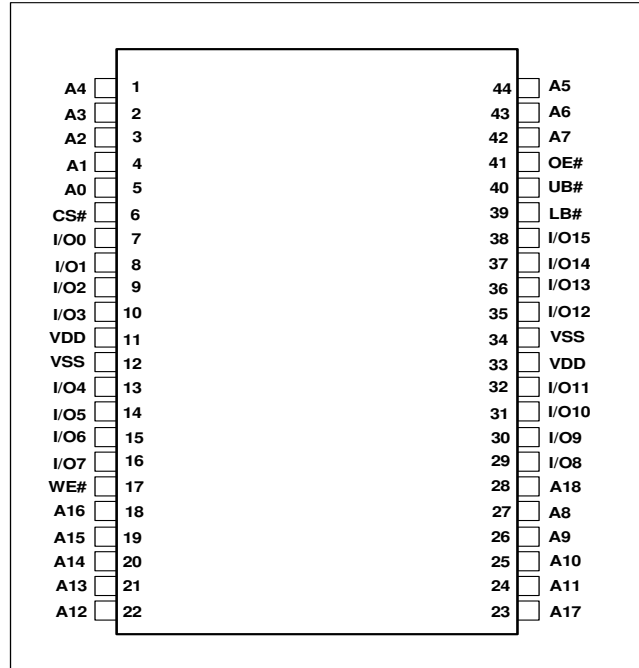 A4 1 44 A5
A3 2 43 A6
A2 3 42 A7
A1 4 41 OE#
A0 5 40 UB#
CS# 6 39 LB#
I/O0 7 38 I/O15
I/O1 8 37 I/O14
I/O2 9 36 I/O13
I/O3 10 35 I/O12
VDD 11 34 VSS
VSS 12 33 VDD
I/O4 13 32 I/O11
I/O5 14 31 I/O10
I/O6 15 30 I/O9
I/O7 16 29 I/O8
WE# 17 28 A18
A16 18 27 A8
A15 19 26 A9
A14 20 25 A10
A13 21 24 A11
A12 22 23 A17